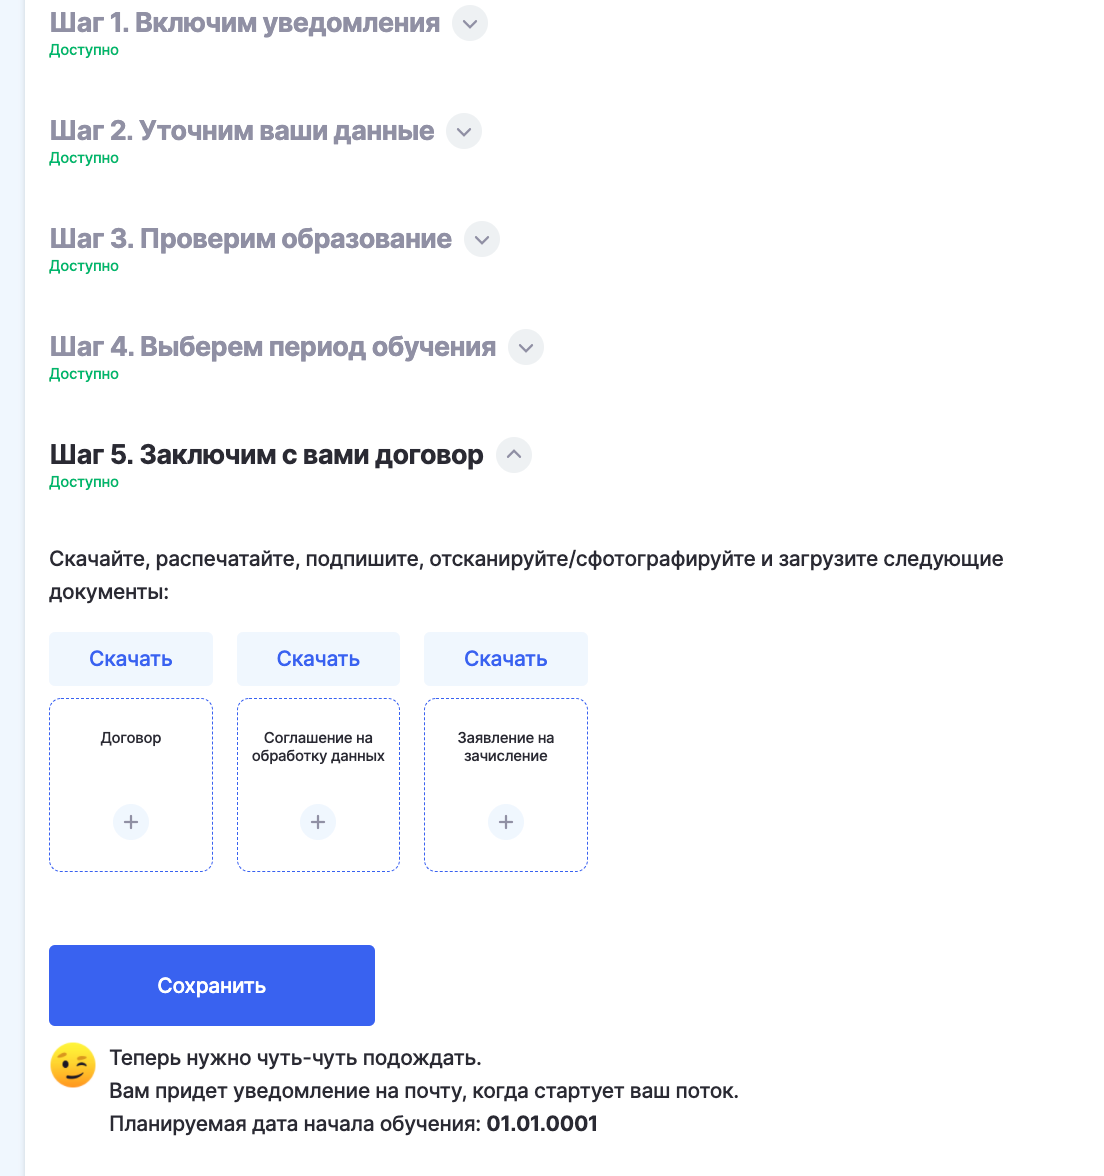 Шаг 1. Включим уведомления
Доступно
Шаг 2. Уточним ваши данные
Доступно
Шаг 3. Проверим образование
Доступно
Шаг 4. Выберем период обучения
Доступно
Шаг 5. Заключим с вами договор
Доступно
Скачайте, распечатайте, подпишите, отсканируйте/сфотографируйте и загрузите следующие
документы:
Скачать Скачать Скачать
Договор
Соглашение на
обработку данных
Заявление на
зачисление
Сохранить
Теперь нужно чуть-чуть подождать.
Вам придет уведомление на почту, когда стартует ваш поток.
Планируемая дата начала обучения: 01.01.0001